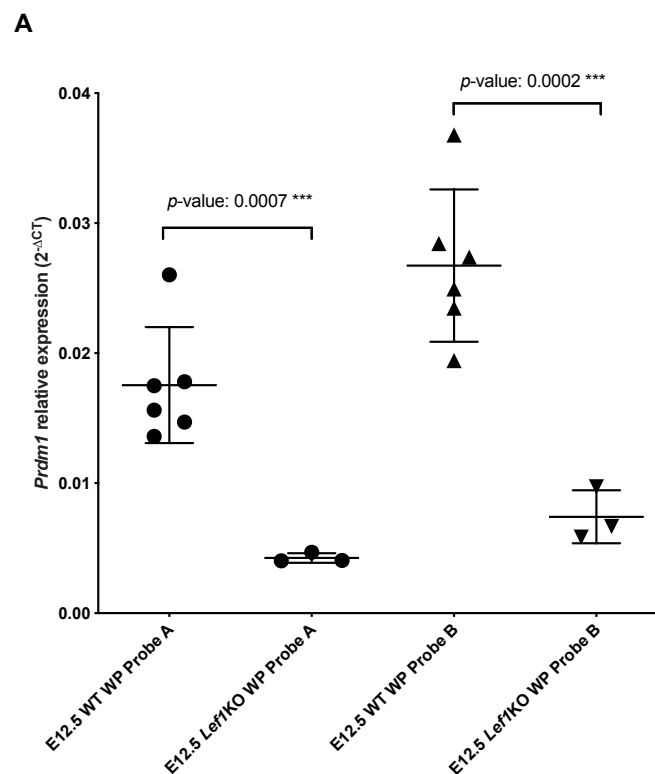 A
p-value: 0.0002 ***
p-value: 0.0007 ***
Prdm1 relative expression (2-ΔCT)
0.04
0.03
0.02
0.01
0.00
E12.5 WT WP Probe A
E12.5 Lef1KO WP Probe A
E12.5 WT WP Probe B
E12.5 Lef1KO WP Probe B